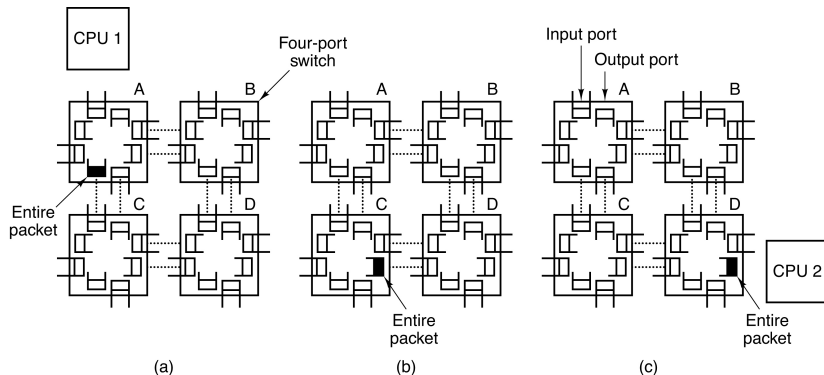 CPU 1
Four-port
switch
A
B
C
D
Entire
packet
(a)
A
B
C
D
Entire
packet
(b)
Input port
Output port
A
B
C
D
CPU 2
Entire
packet
(c)